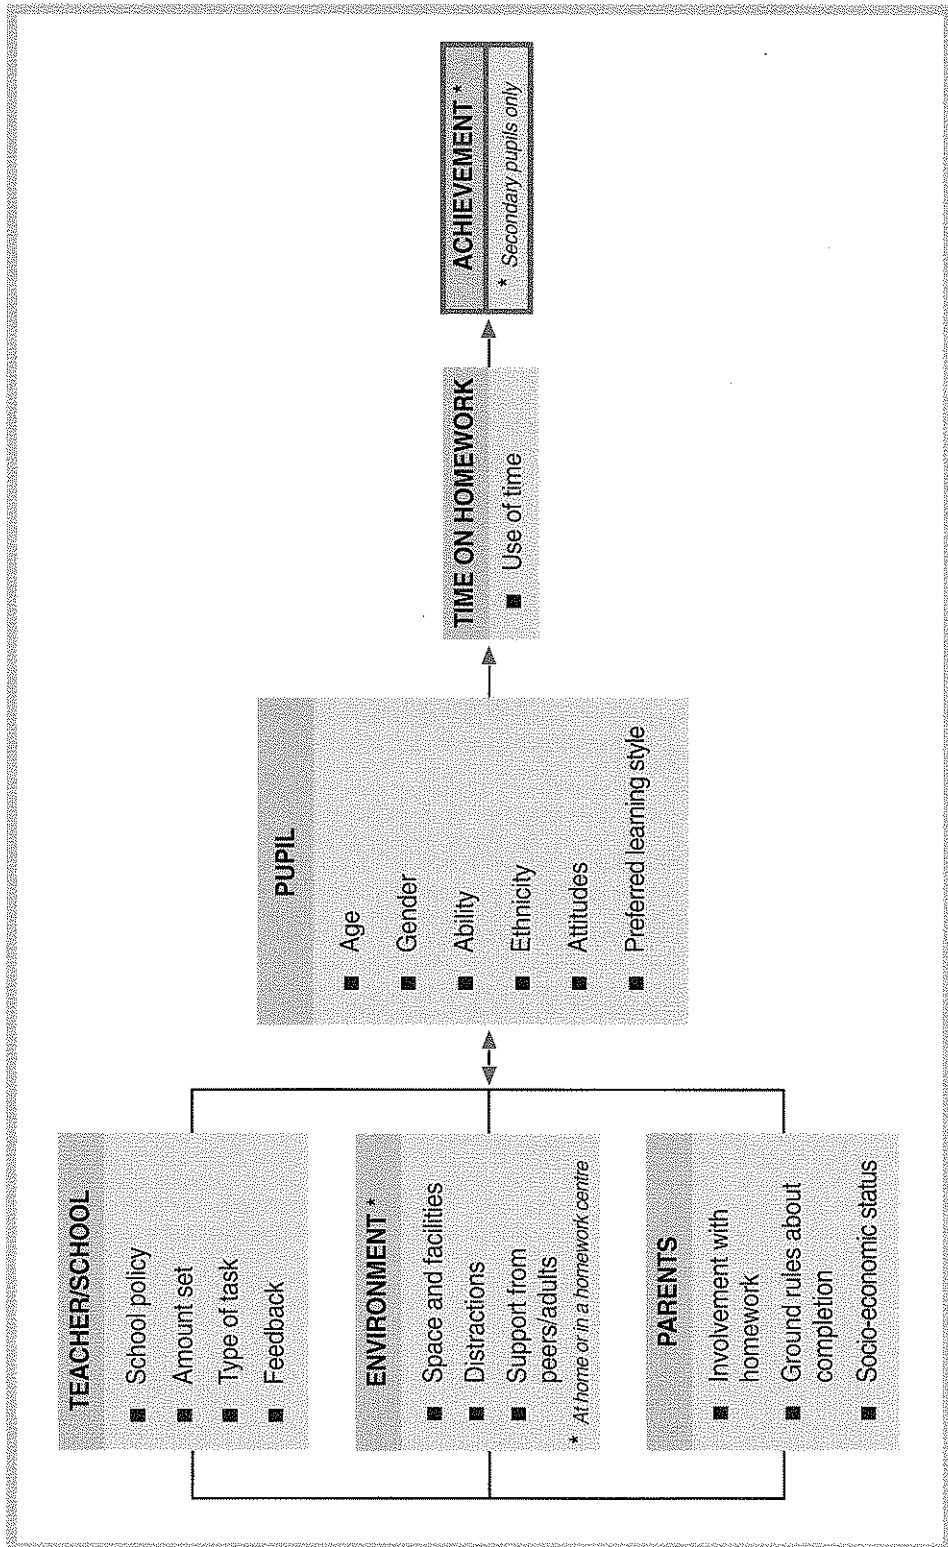 TEACHER/SCHOOL
■ School policy
■ Amount set
■ Type of task
■ Feedback
ENVIRONMENT *
■ Space and facilities
■ Distractions
■ Support from
peers/adults
* At home or in a homework centre
PARENTS
■ Involvement with
homework
■ Ground rules about
completion
■ Socio-economic status
PUPIL
■ Age
■ Gender
■ Ability
■ Ethnicity
■ Attitudes
■ Preferred learning style
TIME ON HOMEWORK
■ Use of time
ACHIEVEMENT *
* Secondary pupils only